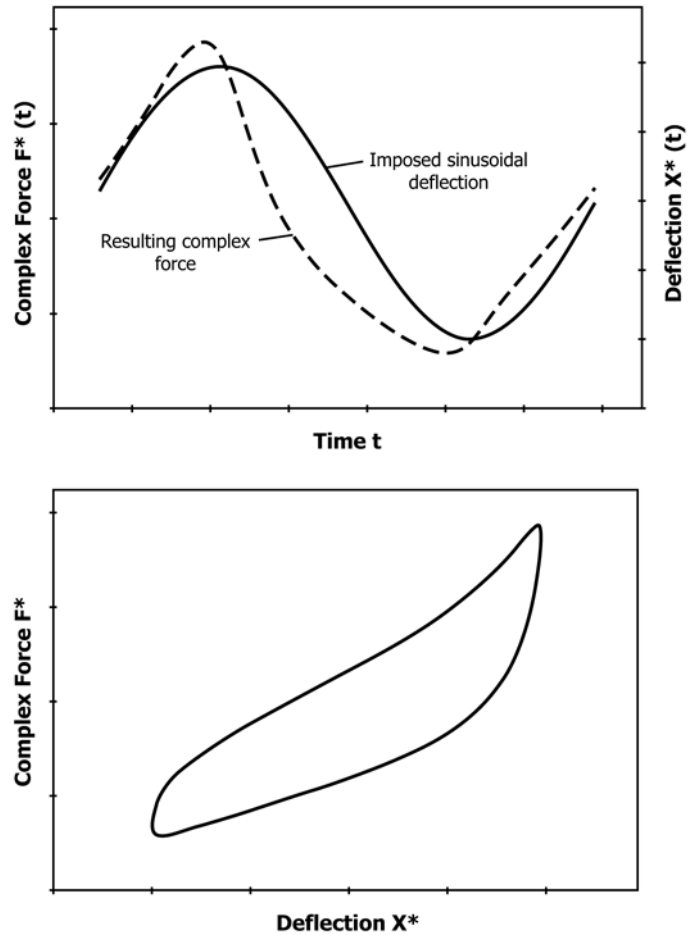 Complex Force F* (t)
Imposed sinusoidal
deflection
Resulting complex
force
Deflection X* (t)
Time t
Complex Force F*
Deflection X*